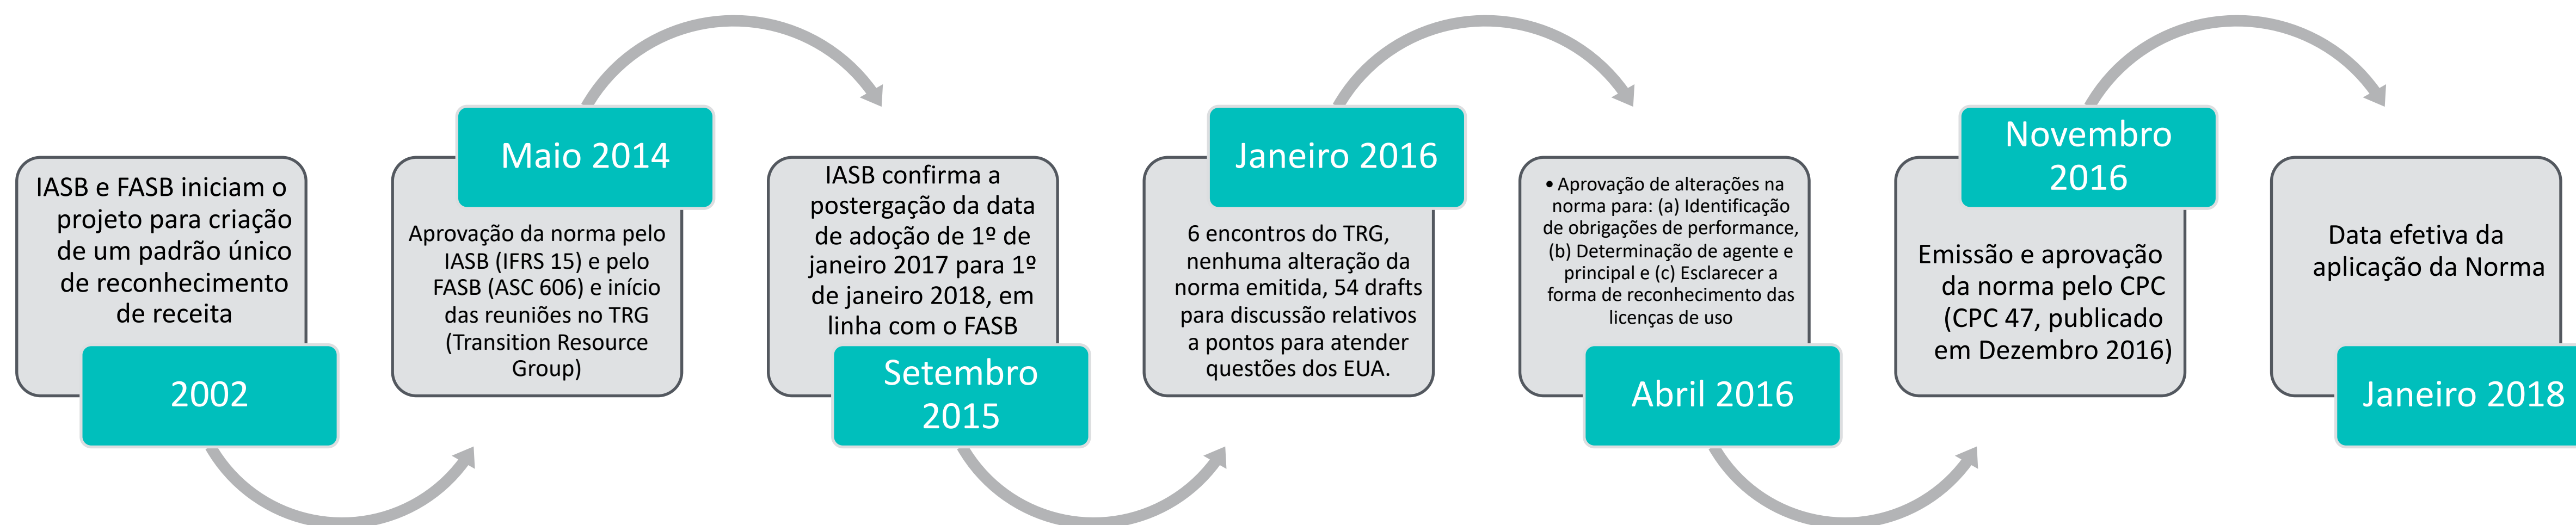 IASB e FASB iniciam o
projeto para criação
de um padrão único
de reconhecimento
de receita
2002
Maio 2014
Aprovação da norma pelo
IASB (IFRS 15) e pelo
FASB (ASC 606) e início
das reuniões no TRG
(Transition Resource
Group)
IASB confirma a
postergação da data
de adoção de 1º de
janeiro 2017 para 1º
de janeiro 2018, em
linha com o FASB
Setembro
2015
Janeiro 2016
6 encontros do TRG,
nenhuma alteração da
norma emitida, 54 drafts
para discussão relativos
a pontos para atender
questões dos EUA.
• Aprovação de alterações na
norma para: (a) Identificação
de obrigações de performance,
(b) Determinação de agente e
principal e (c) Esclarecer a
forma de reconhecimento das
licenças de uso
Abril 2016
Novembro
2016
Emissão e aprovação
da norma pelo CPC
(CPC 47, publicado
em Dezembro 2016)
Data efetiva da
aplicação da Norma
Janeiro 2018